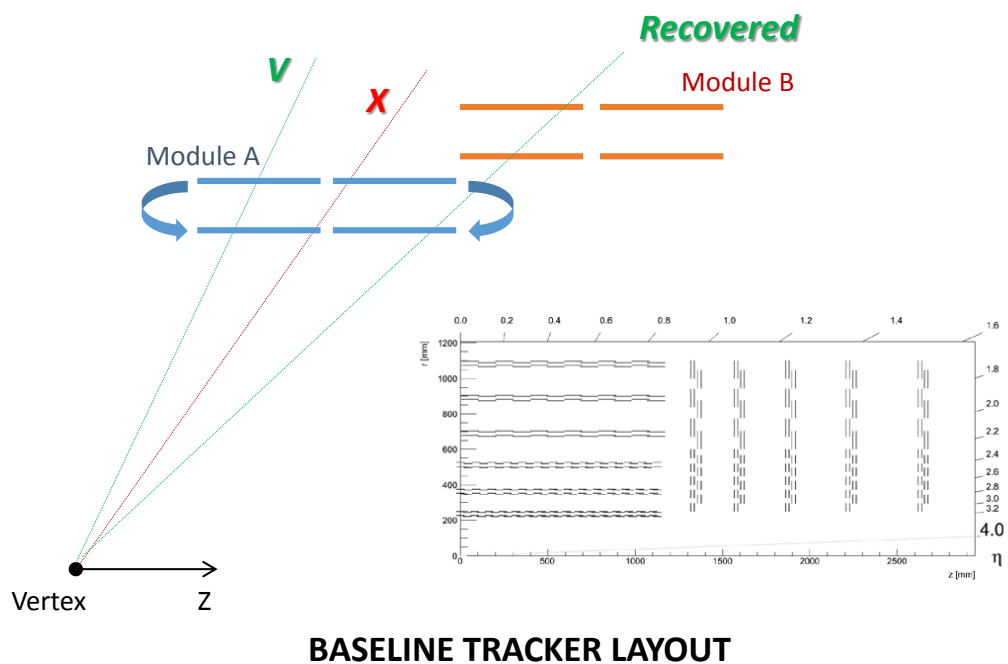 Recovered
V
X
Module B
Module A
0.0 0.2 0.4 0.6 0.8 1.0 1.2 1.4 1.6
r [mm]
1200
1000
800
600
400
200
0
1.8
2.0
2.2
2.4
2.6
2.8
3.0
3.2
4.0
η
0 500 1000 1500 2000 2500
z [mm]
Vertex
Z
BASELINE TRACKER LAYOUT